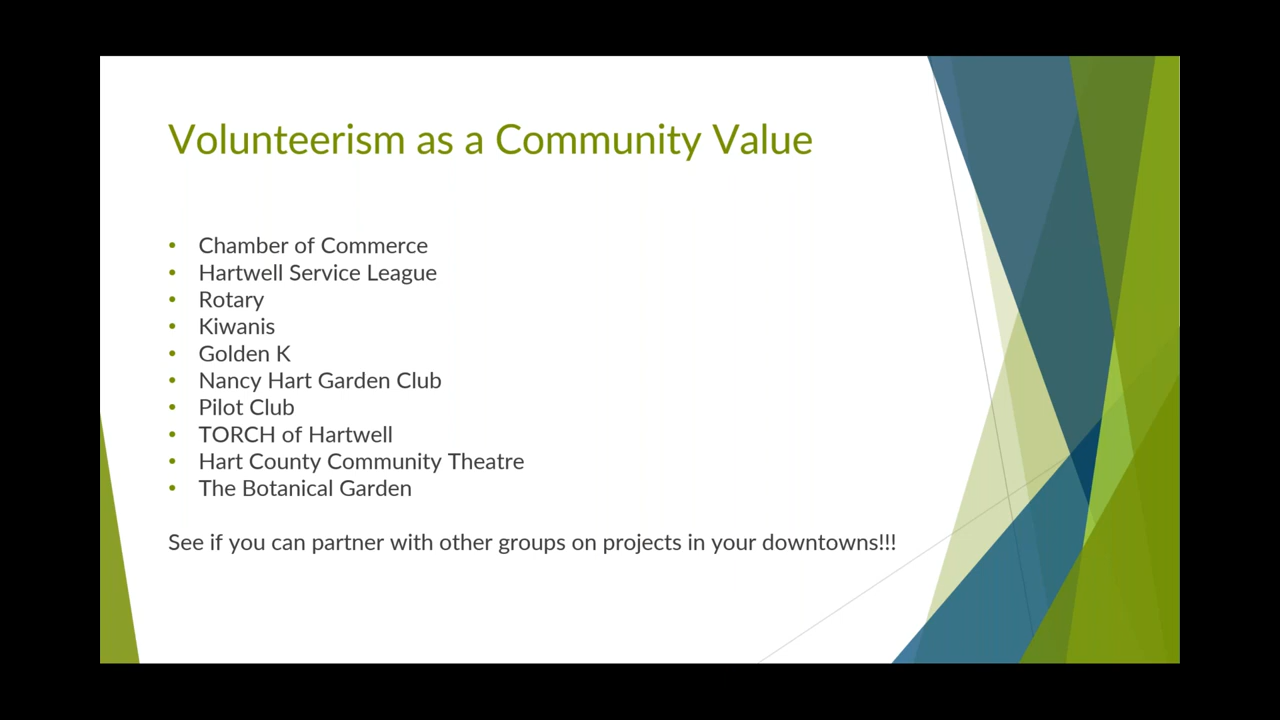 Volunteerism as a Community Value
• Chamber of Commerce
• Hartwell Service League
• Rotary
• Kiwanis
• Golden K
• Nancy Hart Garden Club
• Pilot Club
• TORCH of Hartwell
• Hart County Community Theatre
• The Botanical Garden
See if you can partner with other groups on projects in your downtowns!!!